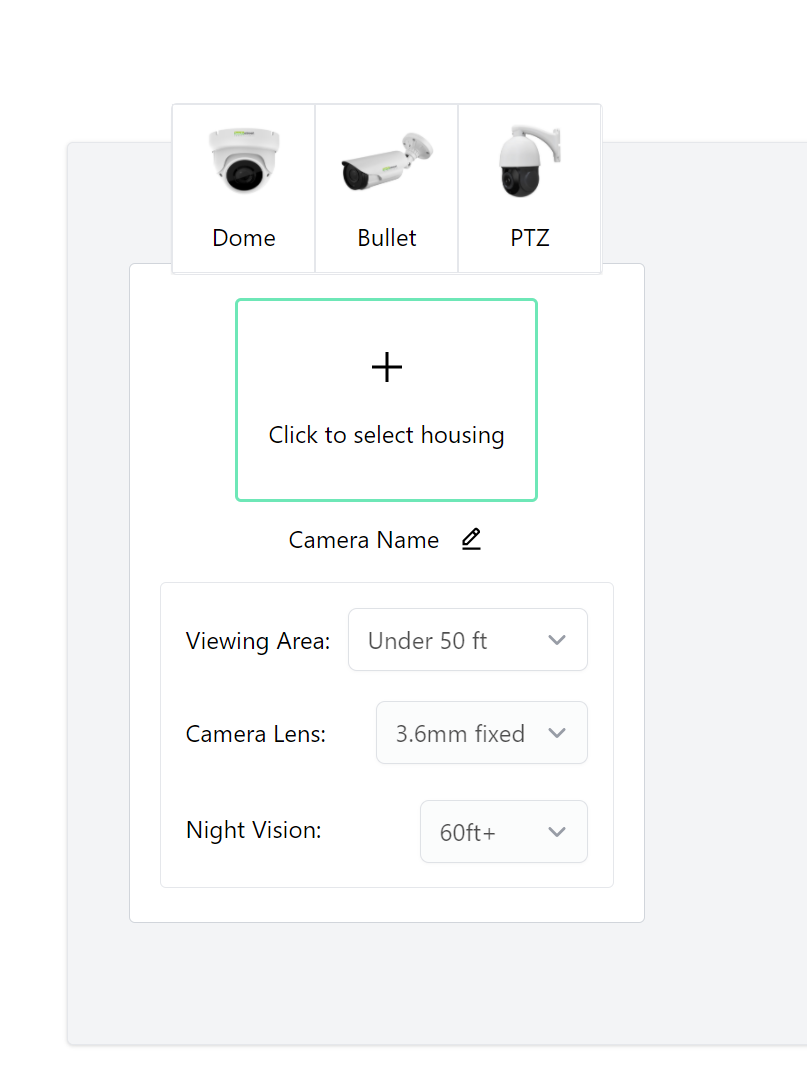 Dome
Bullet
PTZ
Click to select housing
Camera Name
Viewing Area: Under 50 ft
Camera Lens: 3.6mm fixed
Night Vision: 60ft+